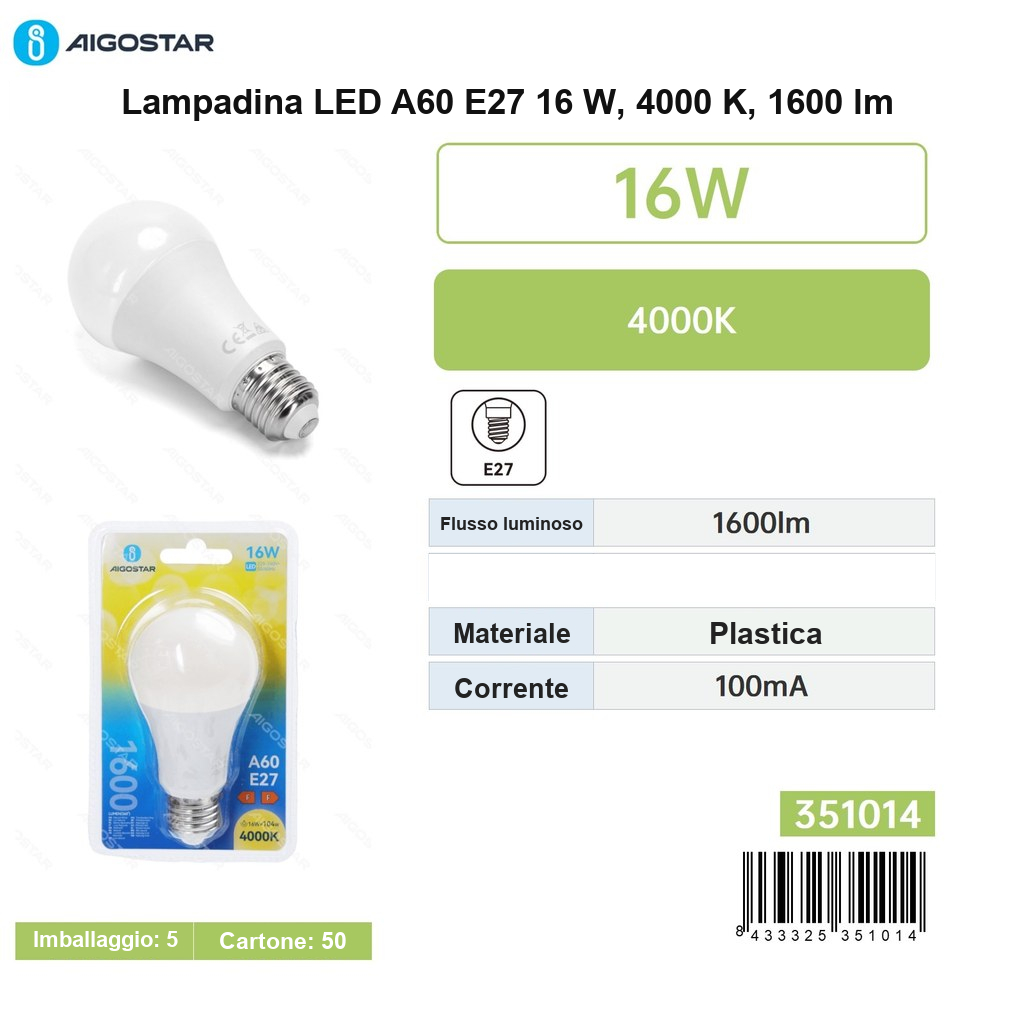 AIGOSTAR
Lampadina LED A60 E27 16 W, 4000 K, 1600 lm
16W
4000K
E27
Flusso luminoso 1600lm
Materiale Plastica
Corrente 100mA
AIGOSTAR
16W
LED
1600
A60
E27
4000K
351014
8 433325 351014
Imballaggio: 5 Cartone: 50